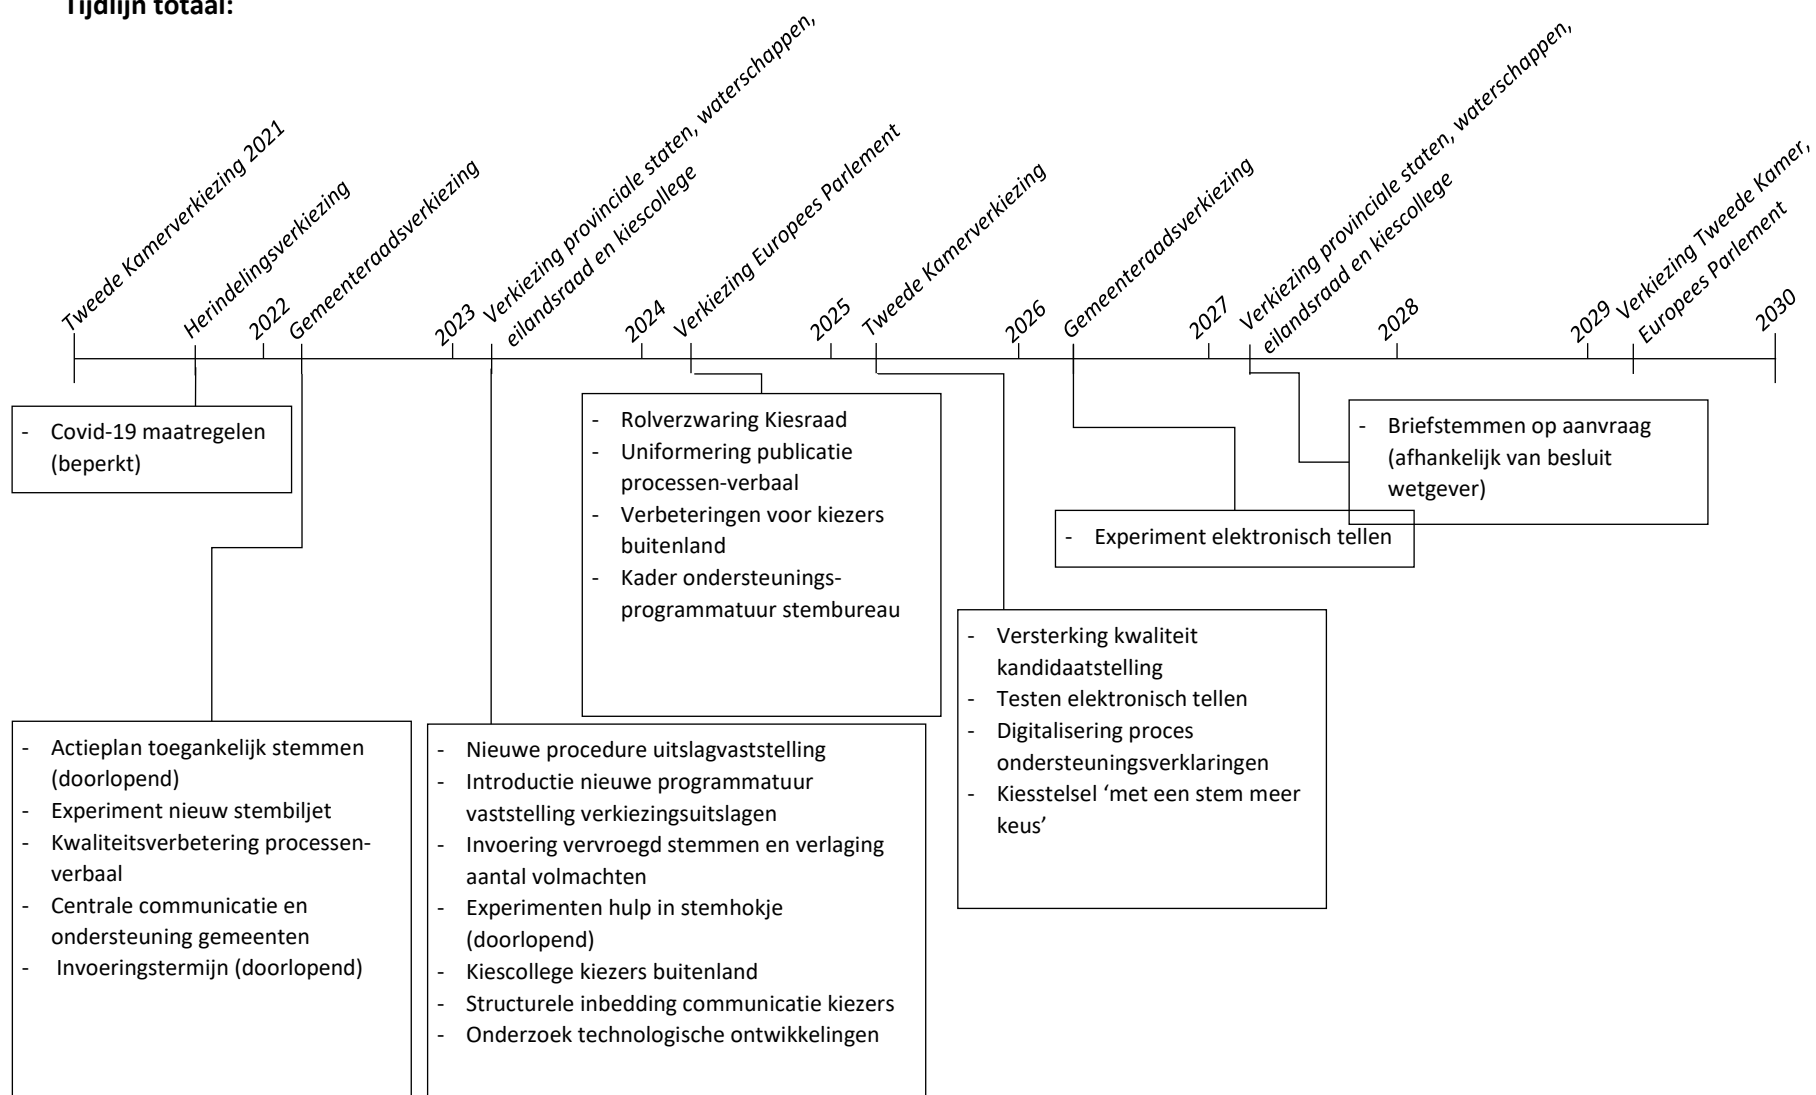 Tijdlijn totaal:
Tweede Kamerverkiezing 2021
Herindelingsverkiezing
2022
Gemeenteraadsverkiezing
2023
Verkiezing provinciale staten, waterschappen,
eilandsraad en kiescollege
2024
Verkiezing Europees Parlement
2025
Tweede Kamerverkiezing
2026
Gemeenteraadsverkiezing
2027
Verkiezing provinciale staten, waterschappen,
eilandsraad en kiescollege
2028
2029
Verkiezing Tweede Kamer,
Europees Parlement
2030
- Covid-19 maatregelen
(beperkt)
- Rolverzwaring Kiesraad
- Uniformering publicatie
processen-verbaal
- Verbeteringen voor kiezers
buitenland
- Kader ondersteunings-
programmatuur stembureau
- Briefstemmen op aanvraag
(afhankelijk van besluit
wetgever)
- Experiment elektronisch tellen
- Versterking kwaliteit
kandidaatstelling
- Testen elektronisch tellen
- Digitalisering proces
ondersteuningsverklaringen
- Kiesstelsel ‘met een stem meer
keus’
- Actieplan toegankelijk stemmen
(doorlopend)
- Experiment nieuw stembiljet
- Kwaliteitsverbetering processen-
verbaal
- Centrale communicatie en
ondersteuning gemeenten
- Invoeringstermijn (doorlopend)
- Nieuwe procedure uitslagvaststelling
- Introductie nieuwe programmatuur
vaststelling verkiezingsuitslagen
- Invoering vervroegd stemmen en verlaging
aantal volmachten
- Experimenten hulp in stemhokje
(doorlopend)
- Kiescollege kiezers buitenland
- Structurele inbedding communicatie kiezers
- Onderzoek technologische ontwikkelingen